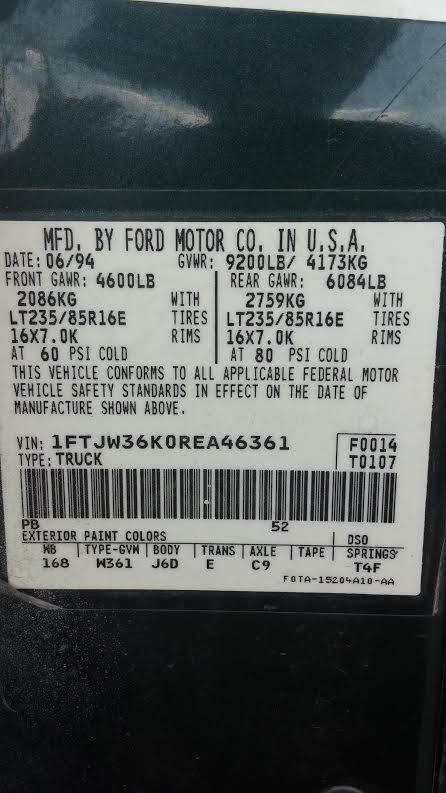 MFD. BY FORD MOTOR CO. IN U.S.A.
DATE: 06/94 GVWR: 9200LB/ 4173KG
FRONT GAWR: 4600LB REAR GAWR: 6084LB
2086KG WITH 2759KG WITH
LT235/85R16E TIRES LT235/85R16E TIRES
16X7.0K RIMS 16X7.0K RIMS
AT 60 PSI COLD AT 80 PSI COLD
THIS VEHICLE CONFORMS TO ALL APPLICABLE FEDERAL MOTOR
VEHICLE SAFETY STANDARDS IN EFFECT ON THE DATE OF
MANUFACTURE SHOWN ABOVE.
VIN: 1FTJW36K0REA46361 F0014
TYPE: TRUCK T0107
PB 52
EXTERIOR PAINT COLORS DSO
WB TYPE-GVW BODY TRANS AXLE TAPE SPRINGS
168 W361 J6D E C9 T4F
F0TA-15204A10-AA